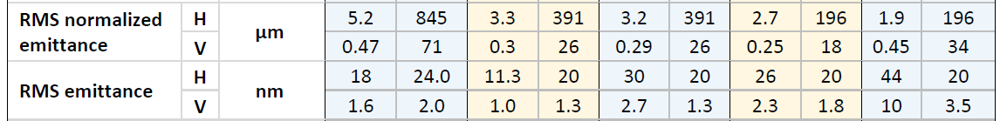 RMS normalized emittance H μm 5.2 845 3.3 391 3.2 391 2.7 196 1.9 196
V 0.47 71 0.3 26 0.29 26 0.25 18 0.45 34
RMS emittance H nm 18 24.0 11.3 20 30 20 26 20 44 20
V 1.6 2.0 1.0 1.3 2.7 1.3 2.3 1.8 10 3.5